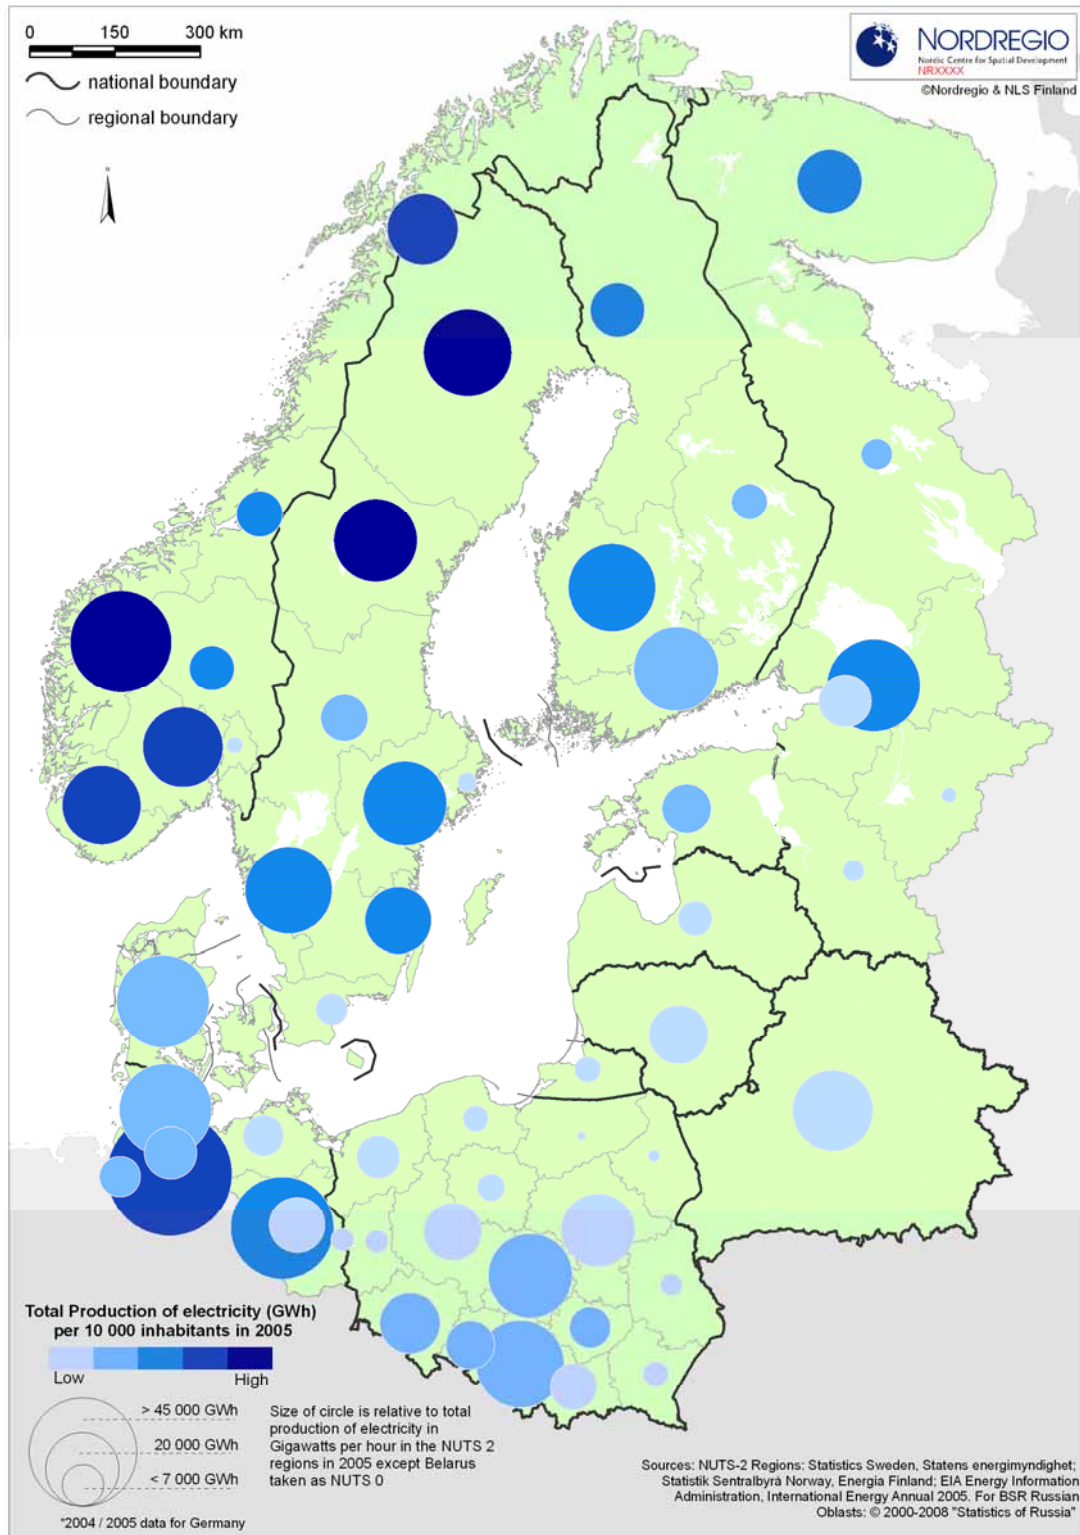 0 150 300 km
national boundary
regional boundary
N
NORDREGIO
Nordic Centre for Spatial Development
NRXXXX
©Nordregio & NLS Finland
Total Production of electricity (GWh)
per 10 000 inhabitants in 2005
Low High
> 45 000 GWh
20 000 GWh
< 7 000 GWh
*2004 / 2005 data for Germany
Size of circle is relative to total
production of electricity in
Gigawatts per hour in the NUTS 2
regions in 2005 except Belarus
taken as NUTS 0
Sources: NUTS-2 Regions: Statistics Sweden, Statens energimyndighet;
Statistik Sentralbyrå Norway, Energia Finland; EIA Energy Information
Administration, International Energy Annual 2005. For BSR Russian
Oblasts: © 2000-2008 "Statistics of Russia"